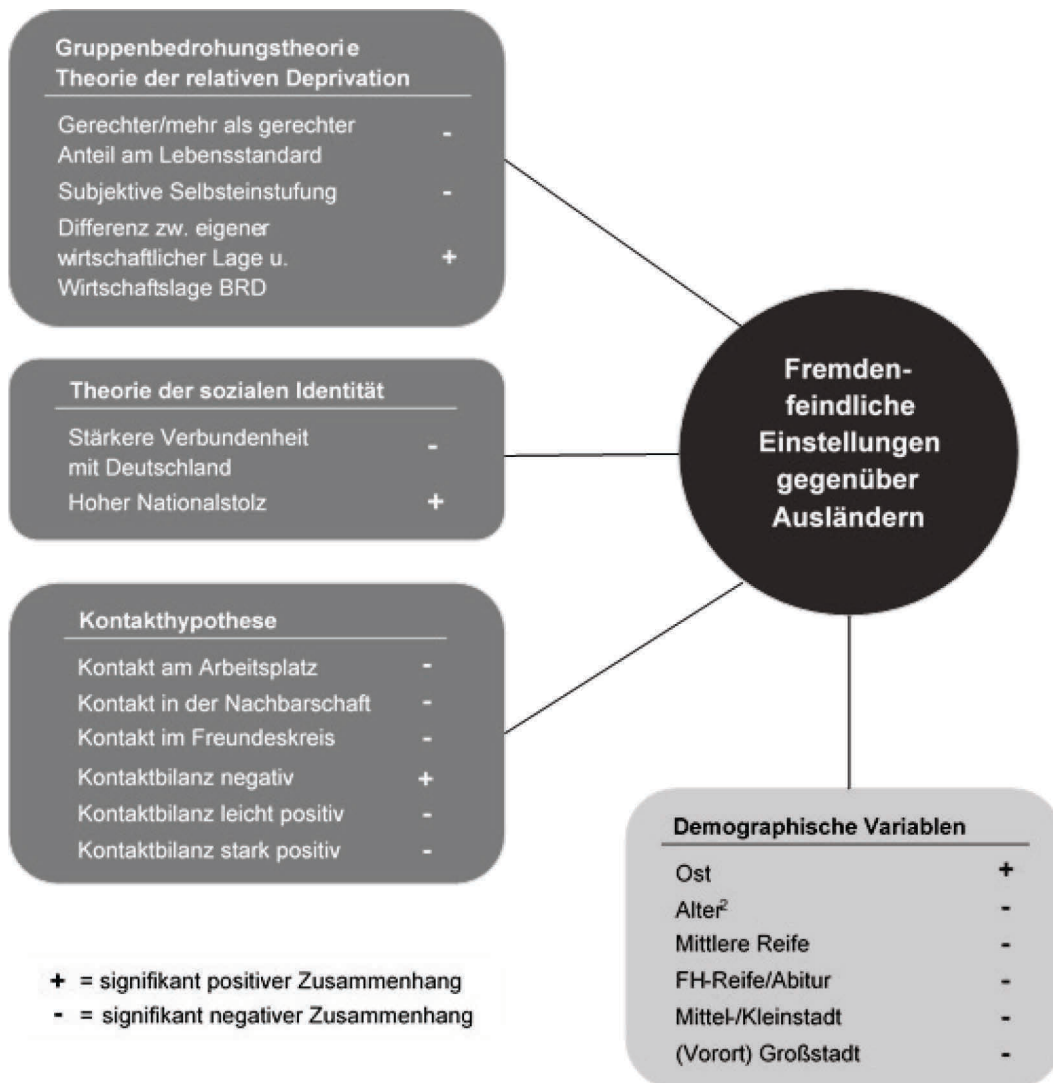 Gruppenbedrohungstheorie
Theorie der relativen Deprivation
Gerechter/mehr als gerechter
Anteil am Lebensstandard -
Subjektive Selbsteinstufung -
Differenz zw. eigener
wirtschaftlicher Lage u. +
Wirtschaftslage BRD
Theorie der sozialen Identität
Stärkere Verbundenheit -
mit Deutschland
Hoher Nationalstolz +
Kontakthypothese
Kontakt am Arbeitsplatz -
Kontakt in der Nachbarschaft -
Kontakt im Freundeskreis -
Kontaktbilanz negativ +
Kontaktbilanz leicht positiv -
Kontaktbilanz stark positiv -
Fremden-
feindliche
Einstellungen
gegenüber
Ausländern
Demographische Variablen
Ost +
Alter² -
Mittlere Reife -
FH-Reife/Abitur -
Mittel-/Kleinstadt -
(Vorort) Großstadt -
+ = signifikant positiver Zusammenhang
- = signifikant negativer Zusammenhang